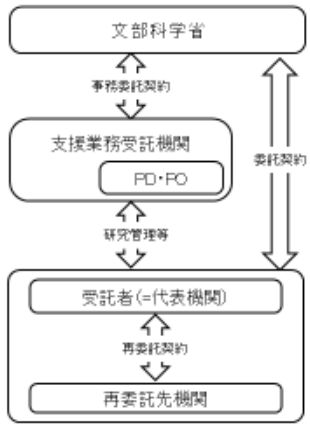 文部科学省
事務委託契約
支援業務受託機関
委託契約
PD・PO
研究管理等
受託者(=代表機関)
再委託契約
再委託先機関